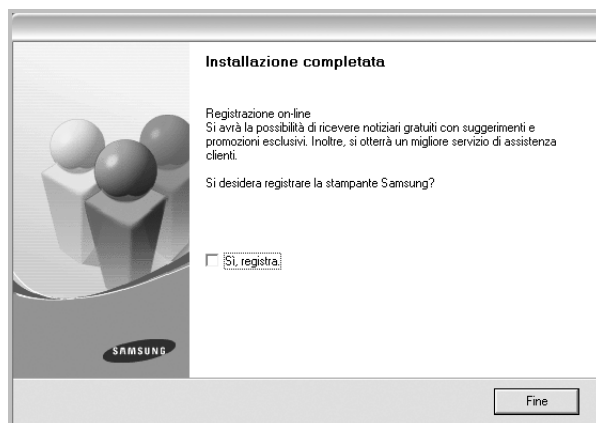 Installazione completata
Registrazione on-line
Si avrà la possibilità di ricevere notiziari gratuiti con suggerimenti e
promozioni esclusivi. Inoltre, si otterrà un migliore servizio di assistenza
clienti.
Si desidera registrare la stampante Samsung?
Sì, registra.
SAMSUNG
Fine